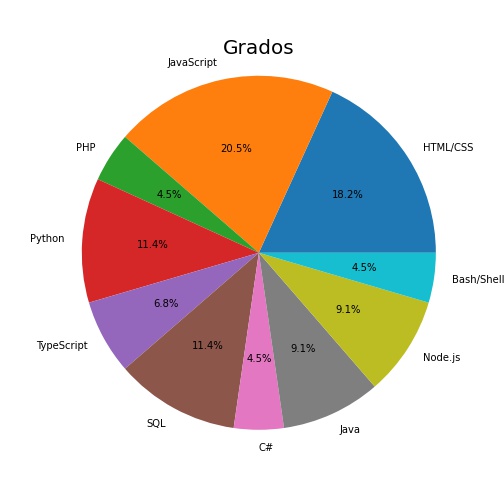 Grados
JavaScript
HTML/CSS
PHP
20.5%
18.2%
4.5%
Python
11.4%
4.5%
Bash/Shell
6.8%
9.1%
TypeScript
11.4%
9.1%
4.5%
Node.js
SQL
Java
C#